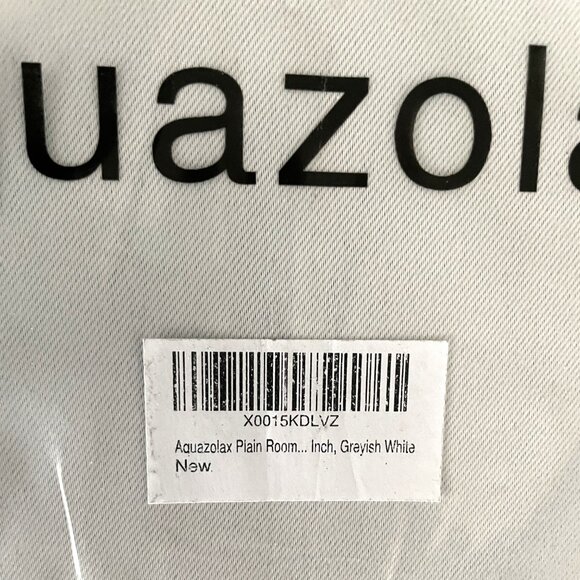 uazola
X0015KDLVZ
Aquazolax Plain Room... Inch, Greyish White
New